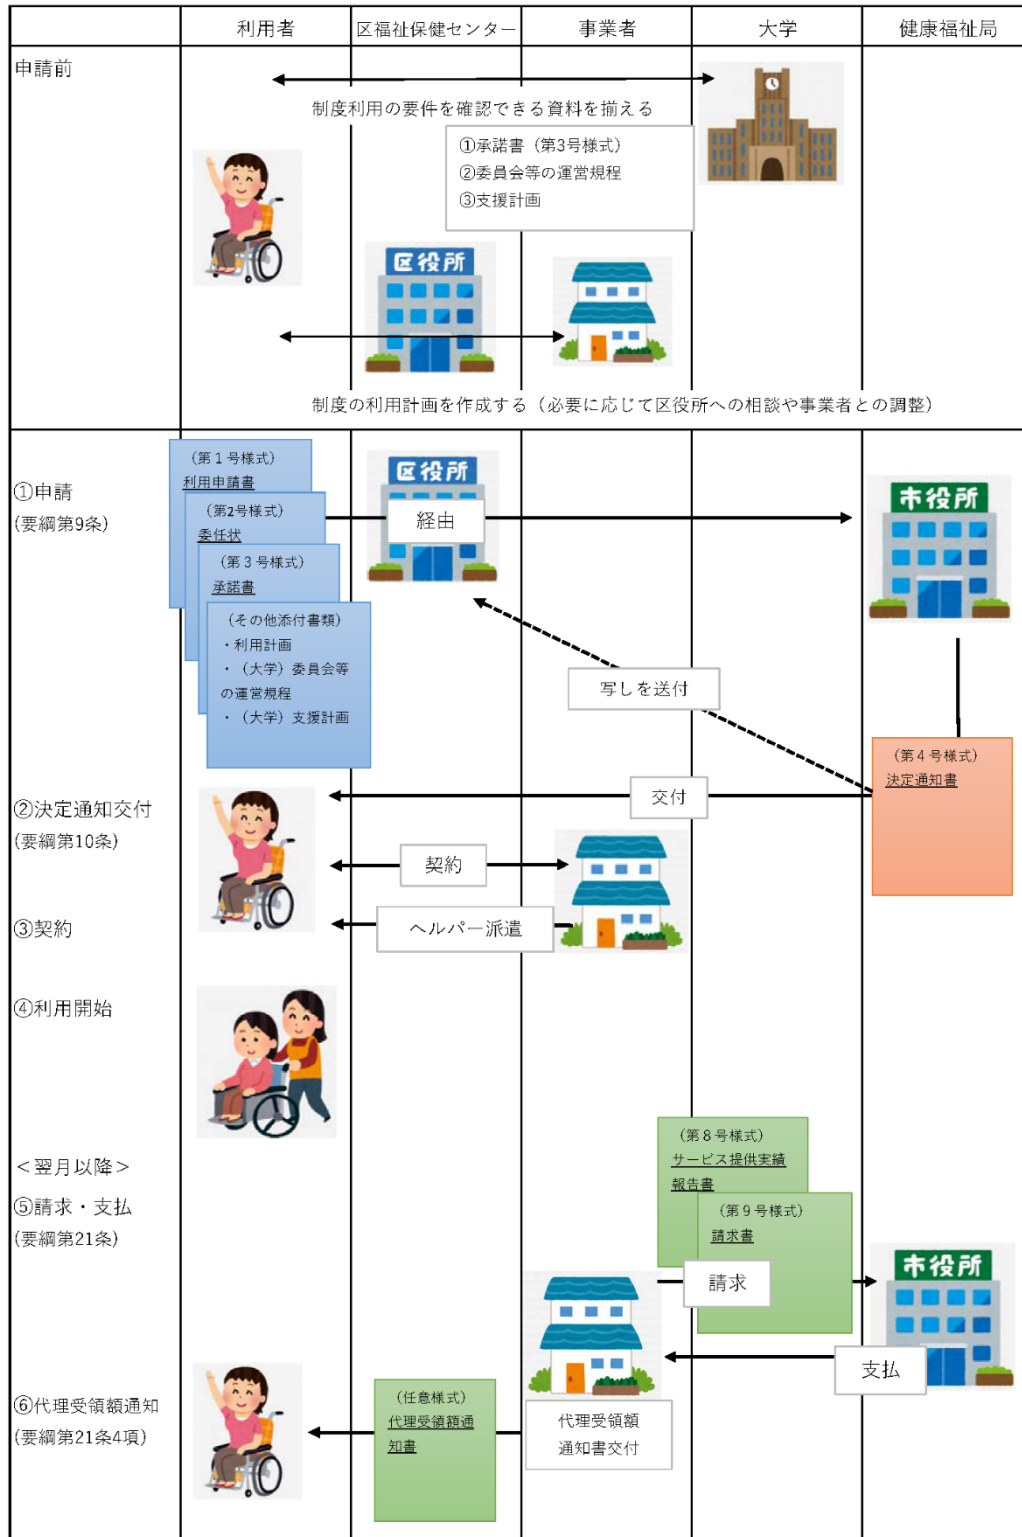 利用者
区福祉保健センター
事業者
大学
健康福祉局
申請前
制度利用の要件を確認できる資料を揃える
①承諾書（第3号様式）
②委員会等の運営規程
③支援計画
区役所
制度の利用計画を作成する（必要に応じて区役所への相談や事業者との調整）
①申請
(要綱第9条)
（第１号様式）
利用申請書
（第2号様式）
委任状
（第３号様式）
承諾書
（その他添付書類）
・利用計画
・（大学）委員会等
の運営規程
・（大学）支援計画
区役所
経由
市役所
写しを送付
（第４号様式）
決定通知書
②決定通知交付
(要綱第10条)
交付
契約
③契約
ヘルパー派遣
④利用開始
＜翌月以降＞
⑤請求・支払
(要綱第21条)
（第８号様式）
サービス提供実績
報告書
（第９号様式）
請求書
請求
市役所
支払
⑥代理受領額通知
(要綱第21条4項)
（任意様式）
代理受領額通
知書
代理受領額
通知書交付